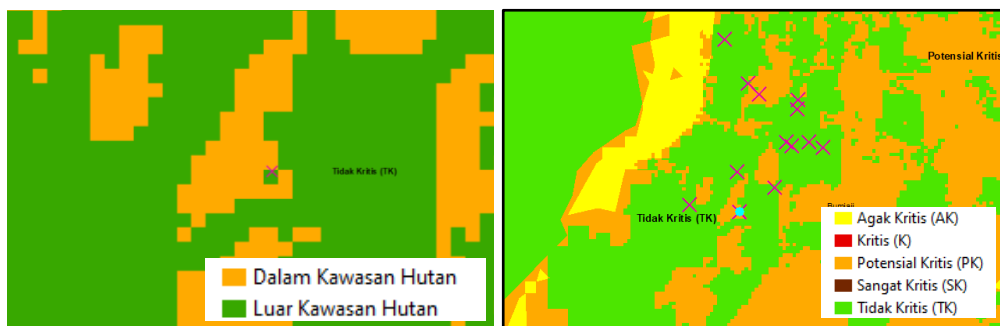 Tidak Kritis (TK)
Dalam Kawasan Hutan
Luar Kawasan Hutan
Potensial Kritis
Tidak Kritis (TK)
Agak Kritis (AK)
Kritis (K)
Potensial Kritis (PK)
Sangat Kritis (SK)
Tidak Kritis (TK)